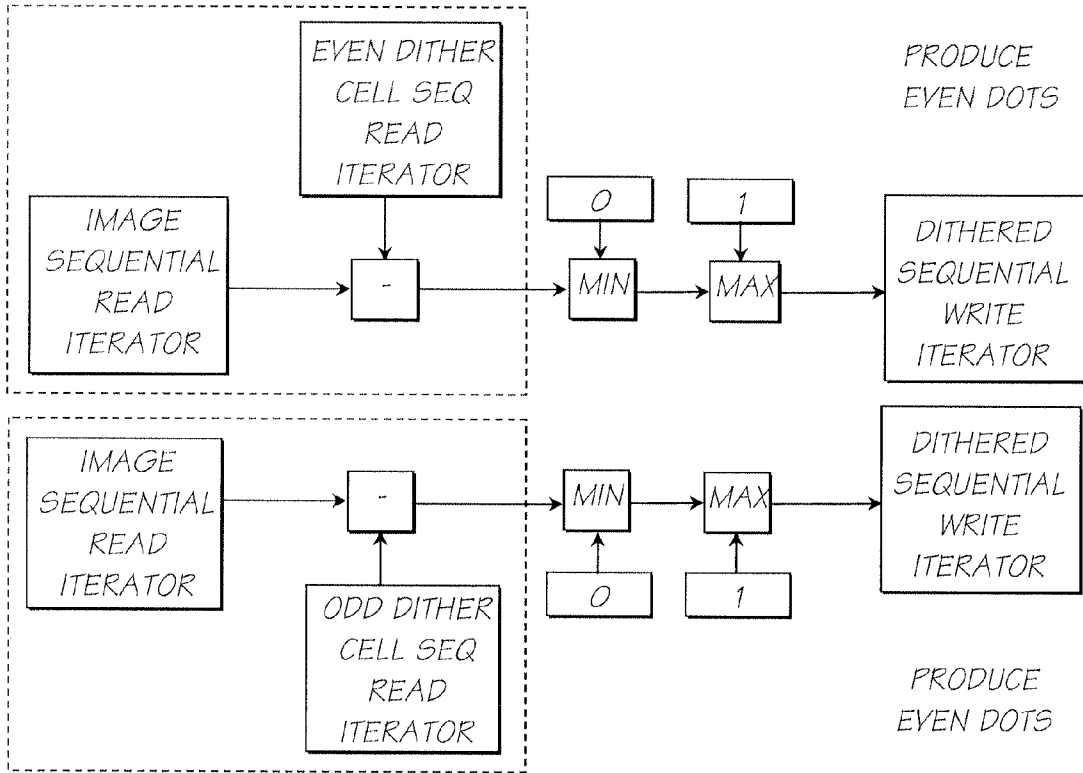 EVEN DITHER
CELL SEQ
READ
ITERATOR
PRODUCE
EVEN DOTS
IMAGE
SEQUENTIAL
READ
ITERATOR
-
0
MIN
1
MAX
DITHERED
SEQUENTIAL
WRITE
ITERATOR
IMAGE
SEQUENTIAL
READ
ITERATOR
-
MIN
0
MAX
1
DITHERED
SEQUENTIAL
WRITE
ITERATOR
ODD DITHER
CELL SEQ
READ
ITERATOR
PRODUCE
EVEN DOTS